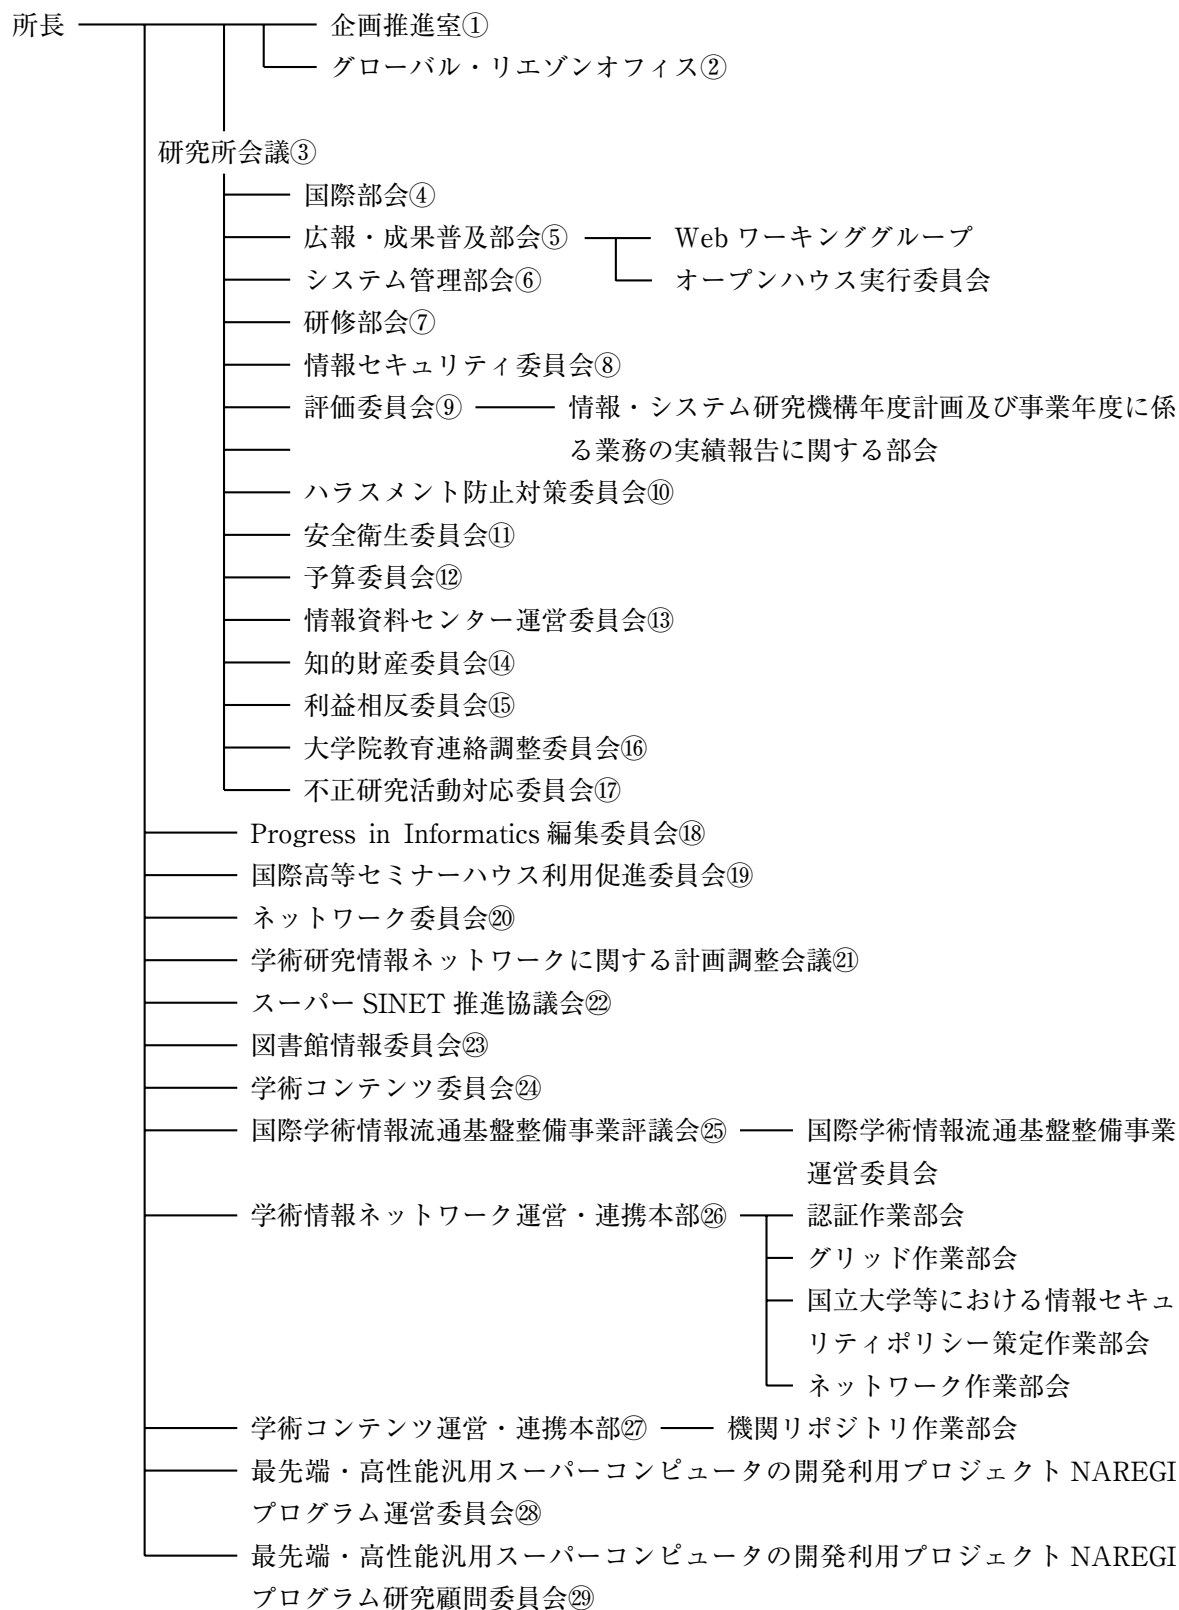 所長
企画推進室①
グローバル・リエゾンオフィス②
研究所会議③
国際部会④
広報・成果普及部会⑤ Web ワーキンググループ
オープンハウス実行委員会
システム管理部会⑥
研修部会⑦
情報セキュリティ委員会⑧
評価委員会⑨ 情報・システム研究機構年度計画及び事業年度に係
る業務の実績報告に関する部会
ハラスメント防止対策委員会⑩
安全衛生委員会⑪
予算委員会⑫
情報資料センター運営委員会⑬
知的財産委員会⑭
利益相反委員会⑮
大学院教育連絡調整委員会⑯
不正研究活動対応委員会⑰
Progress in Informatics 編集委員会⑱
国際高等セミナーハウス利用促進委員会⑲
ネットワーク委員会⑳
学術研究情報ネットワークに関する計画調整会議㉑
スーパー SINET 推進協議会㉒
図書館情報委員会㉓
学術コンテンツ委員会㉔
国際学術情報流通基盤整備事業評議会㉕ 国際学術情報流通基盤整備事業
運営委員会
学術情報ネットワーク運営・連携本部㉖ 認証作業部会
グリッド作業部会
国立大学等における情報セキュ
リティポリシー策定作業部会
ネットワーク作業部会
学術コンテンツ運営・連携本部㉗ 機関リポジトリ作業部会
最先端・高性能汎用スーパーコンピュータの開発利用プロジェクト NAREGI
プログラム運営委員会㉘
最先端・高性能汎用スーパーコンピュータの開発利用プロジェクト NAREGI
プログラム研究顧問委員会㉙